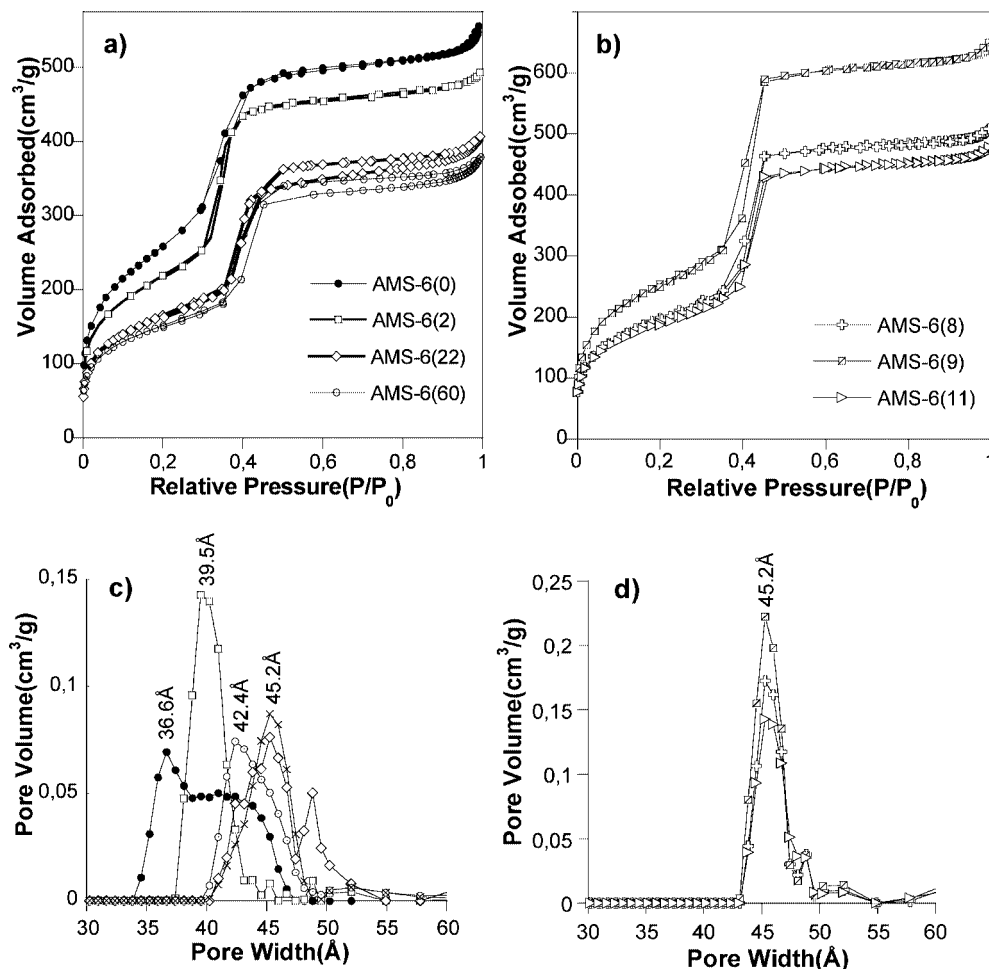 a)
Volume Adsorbed(cm³/g)
500
400
300
200
100
0
AMS-6(0)
AMS-6(2)
AMS-6(22)
AMS-6(60)
0 0,2 0,4 0,6 0,8 1
Relative Pressure(P/P₀)
b)
Volume Adsobed(cm³/g)
600
500
400
300
200
100
0
AMS-6(8)
AMS-6(9)
AMS-6(11)
0 0,2 0,4 0,6 0,8 1
Relative Pressure(P/P₀)
c)
Pore Volume(cm³/g)
0,15
0,1
0,05
0
36.6Å
39.5Å
42.4Å
45.2Å
30 35 40 45 50 55 60
Pore Width(Å)
d)
Pore Volume(cm³/g)
0,25
0,2
0,15
0,1
0,05
0
45.2Å
30 35 40 45 50 55 60
Pore Width(Å)